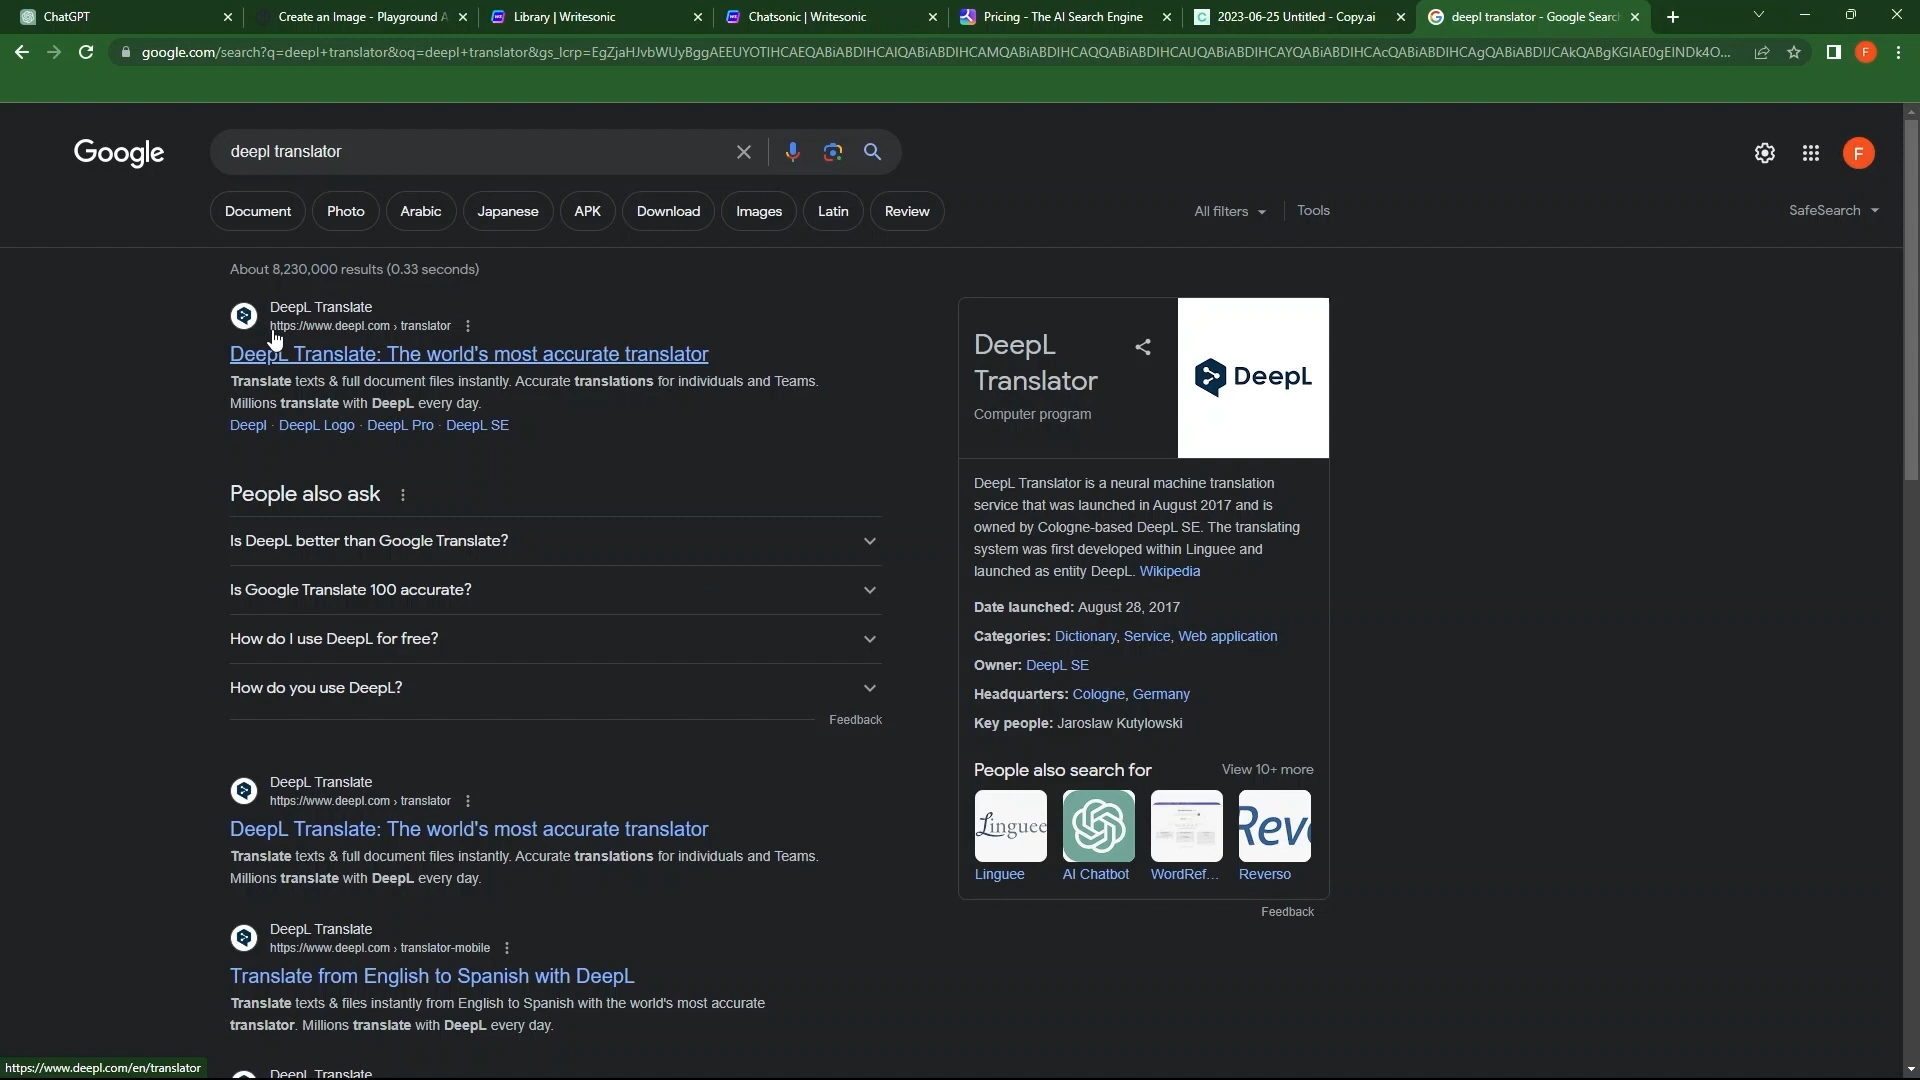 ChatGPT
Create an Image - Playground A
Library | Writesonic
Chatsonic | Writesonic
Pricing - The AI Search Engine
2023-06-25 Untitled - Copy.ai
deepl translator - Google Search
google.com/search?q=deepl+translator&oq=deepl+translator&gs_lcrp=
F
Google
deepl translator
F
Document
Photo
Arabic
Japanese
APK
Download
Images
Latin
Review
All filters
Tools
SafeSearch
About 8,230,000 results (0.33 seconds)
DeepL Translate
https://www.deepl.com › translator
DeepL Translate: The world's most accurate translator
Translate texts & full document files instantly. Accurate translations for individuals and Teams.
Millions translate with DeepL every day.
Deepl · DeepL Logo · DeepL Pro · DeepL SE
People also ask
Is DeepL better than Google Translate?
Is Google Translate 100 accurate?
How do I use DeepL for free?
How do you use DeepL?
Feedback
DeepL Translate
https://www.deepl.com › translator
DeepL Translate: The world's most accurate translator
Translate texts & full document files instantly. Accurate translations for individuals and Teams.
Millions translate with DeepL every day.
DeepL Translate
https://www.deepl.com › translator-mobile
Translate from English to Spanish with DeepL
Translate texts & files instantly from English to Spanish with the world's most accurate
translator. Millions translate with DeepL every day.
DeepL Translate
https://www.deepl.com/en/translator
DeepL
Translator
Computer program
DeepL
DeepL Translator is a neural machine translation
service that was launched in August 2017 and is
owned by Cologne-based DeepL SE. The translating
system was first developed within Linguee and
launched as entity DeepL. Wikipedia
Date launched: August 28, 2017
Categories: Dictionary, Service, Web application
Owner: DeepL SE
Headquarters: Cologne, Germany
Key people: Jaroslaw Kutylowski
People also search for
View 10+ more
Linguee
Reve
Linguee
AI Chatbot
WordRef...
Reverso
Feedback